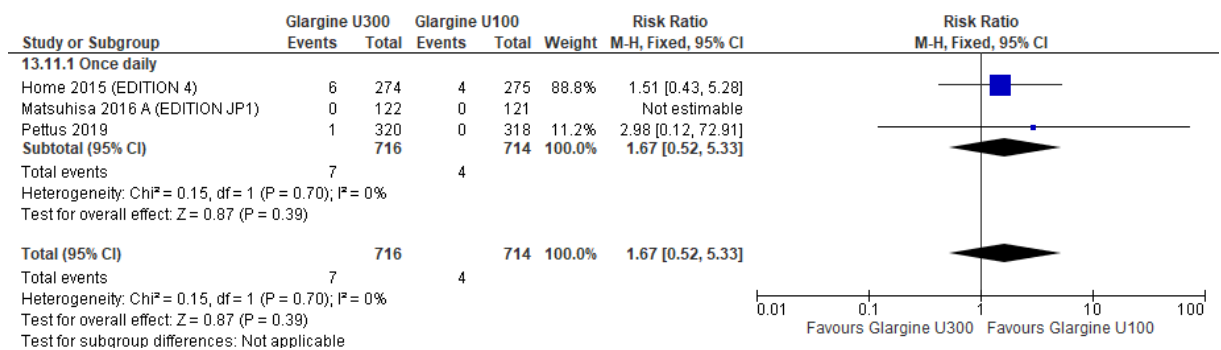 Glargine U300 Glargine U100 Risk Ratio Risk Ratio
Study or Subgroup Events Total Events Total Weight M-H, Fixed, 95% CI M-H, Fixed, 95% CI
13.11.1 Once daily
Home 2015 (EDITION 4) 6 274 4 275 88.8% 1.51 [0.43, 5.28]
Matsuhisa 2016 A (EDITION JP1) 0 122 0 121 Not estimable
Pettus 2019 1 320 0 318 11.2% 2.98 [0.12, 72.91]
Subtotal (95% CI) 716 714 100.0% 1.67 [0.52, 5.33]
Total events 7 4
Heterogeneity: Chi² = 0.15, df = 1 (P = 0.70); I² = 0%
Test for overall effect: Z = 0.87 (P = 0.39)
Total (95% CI) 716 714 100.0% 1.67 [0.52, 5.33]
Total events 7 4
Heterogeneity: Chi² = 0.15, df = 1 (P = 0.70); I² = 0%
Test for overall effect: Z = 0.87 (P = 0.39)
Test for subgroup differences: Not applicable
0.01 0.1 1 10 100
Favours Glargine U300 Favours Glargine U100